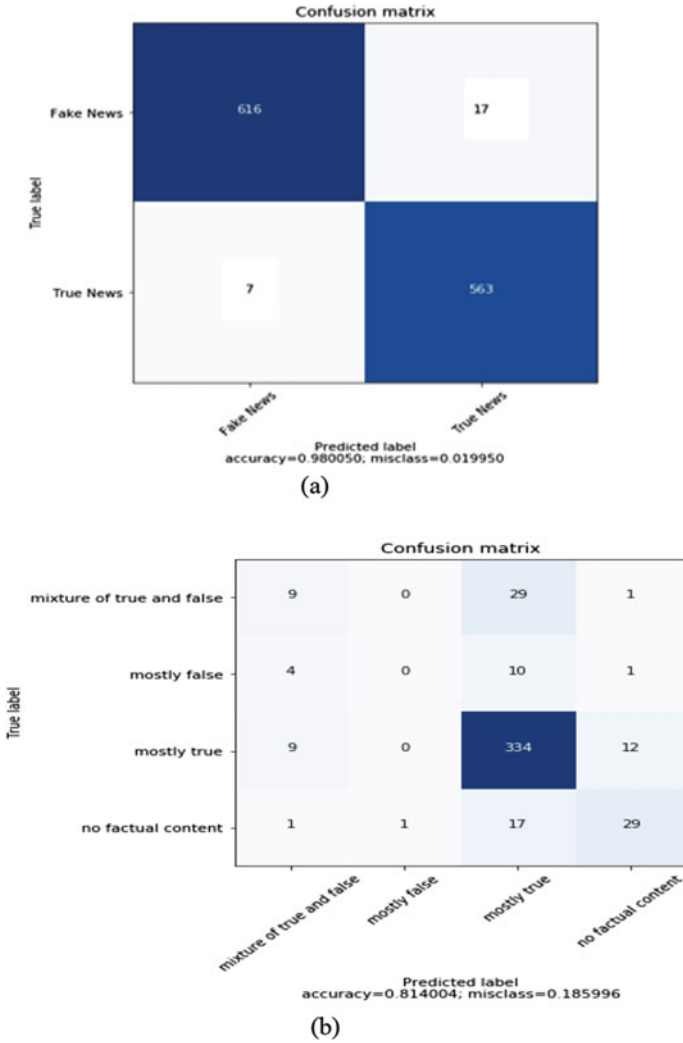 Confusion matrix
Fake News
616
17
True label
True News
7
563
Fake News
True News
Predicted label
accuracy=0.980050; misclass=0.019950
(a)
Confusion matrix
mixture of true and false
9
0
29
1
mostly false
4
0
10
1
True label
mostly true
9
0
334
12
no factual content
1
1
17
29
mixture of true and false
mostly false
mostly true
no factual content
Predicted label
accuracy=0.814004; misclass=0.185996
(b)